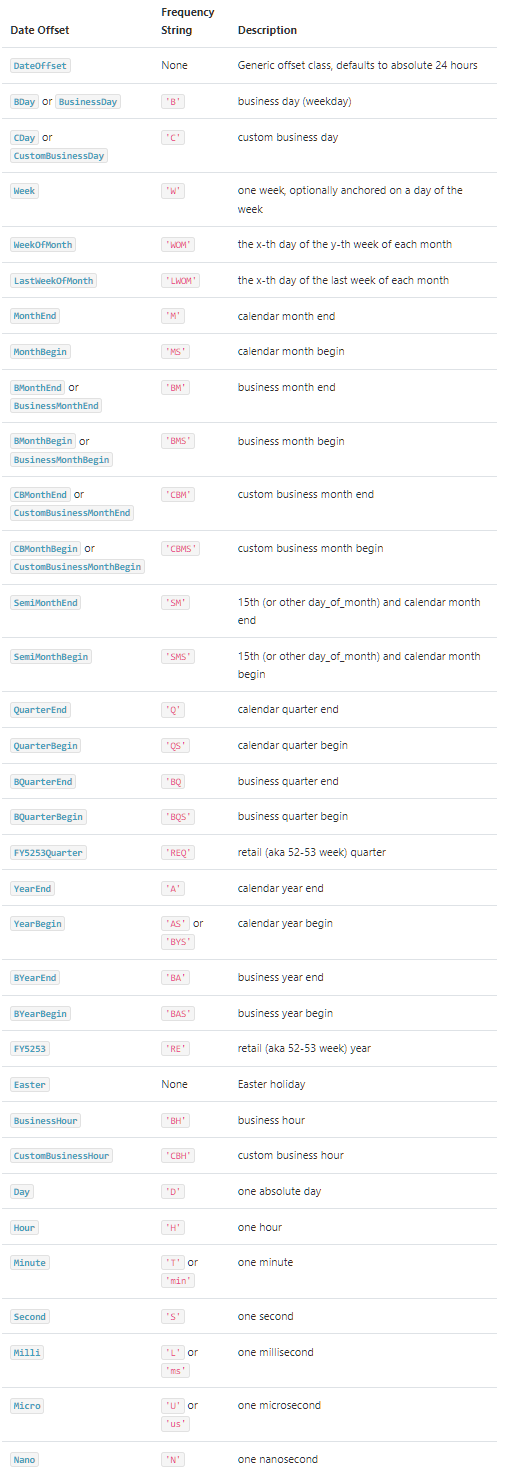 Date Offset Frequency String Description
DateOffset None Generic offset class, defaults to absolute 24 hours
BDay or BusinessDay 'B' business day (weekday)
CDay or 'C' custom business day
CustomBusinessDay
Week 'W' one week, optionally anchored on a day of the
week
WeekOfMonth 'WOM' the x-th day of the y-th week of each month
LastWeekOfMonth 'LWOM' the x-th day of the last week of each month
MonthEnd 'M' calendar month end
MonthBegin 'MS' calendar month begin
BMonthEnd or 'BM' business month end
BusinessMonthEnd
BMonthBegin or 'BMS' business month begin
BusinessMonthBegin
CBMonthEnd or 'CBM' custom business month end
CustomBusinessMonthEnd
CBMonthBegin or 'CBMS' custom business month begin
CustomBusinessMonthBegin
SemiMonthEnd 'SM' 15th (or other day_of_month) and calendar month
end
SemiMonthBegin 'SMS' 15th (or other day_of_month) and calendar month
begin
QuarterEnd 'Q' calendar quarter end
QuarterBegin 'QS' calendar quarter begin
BQuarterEnd 'BQ business quarter end
BQuarterBegin 'BQS' business quarter begin
FY5253Quarter 'REQ' retail (aka 52-53 week) quarter
YearEnd 'A' calendar year end
YearBegin 'AS' or calendar year begin
'BYS'
BYearEnd 'BA' business year end
BYearBegin 'BAS' business year begin
FY5253 'RE' retail (aka 52-53 week) year
Easter None Easter holiday
BusinessHour 'BH' business hour
CustomBusinessHour 'CBH' custom business hour
Day 'D' one absolute day
Hour 'H' one hour
Minute 'T' or one minute
'min'
Second 'S' one second
Milli 'L' or one millisecond
'ms'
Micro 'U' or one microsecond
'us'
Nano 'N' one nanosecond